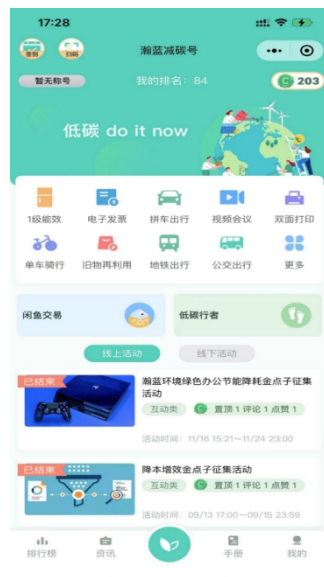 17:28
签到
扫码
瀚蓝减碳号
暂无称号
我的排名：84
203
低碳 do it now
1级能效
电子发票
拼车出行
视频会议
双面打印
单车骑行
旧物再利用
地铁出行
公交出行
更多
闲鱼交易
低碳行者
线上活动
线下活动
已结束
瀚蓝环境绿色办公节能降耗金点子征集活动
互动类
置顶 1 评论 1 点赞 1
活动时间：11/16 15:21~11/24 23:00
已结束
降本增效金点子征集活动
互动类
置顶 1 评论 1 点赞 1
活动时间：09/13 17:00~09/15 23:59
排行榜
资讯
手册
我的